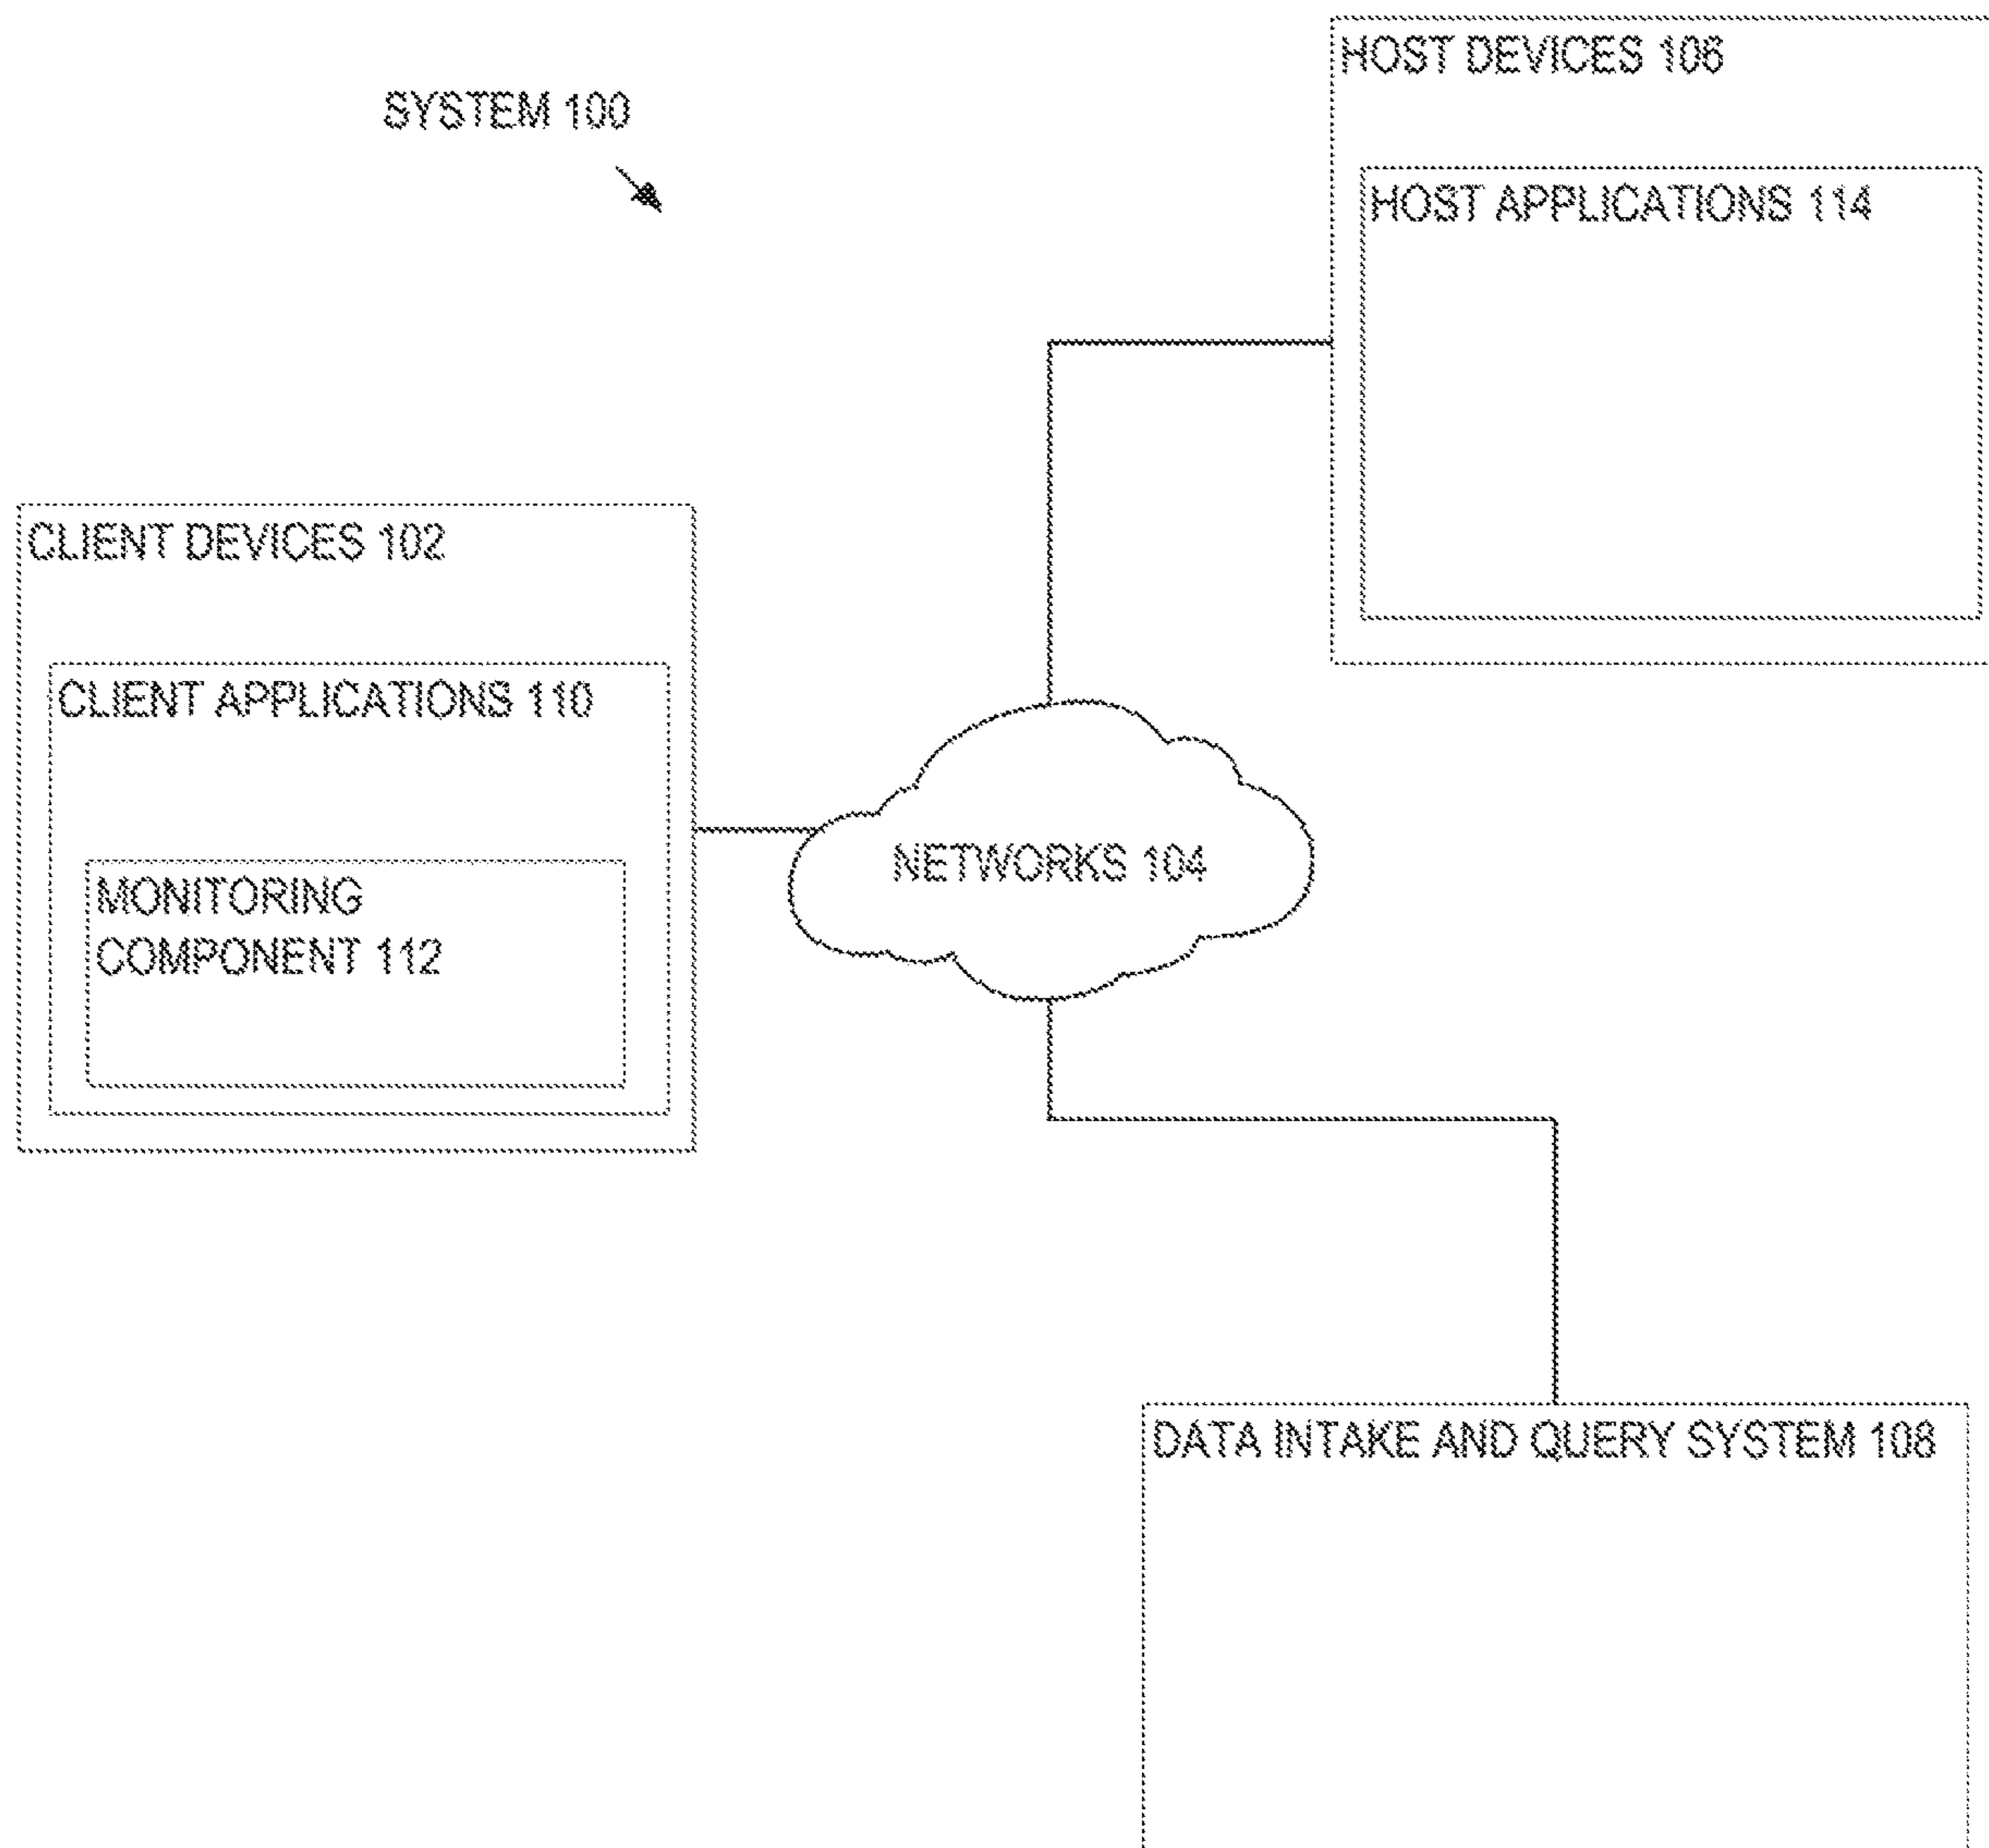 SYSTEM 100
HOST DEVICES 106
HOST APPLICATIONS 114
CLIENT DEVICES 102
CLIENT APPLICATIONS 110
MONITORING
COMPONENT 112
NETWORKS 104
DATA INTAKE AND QUERY SYSTEM 108